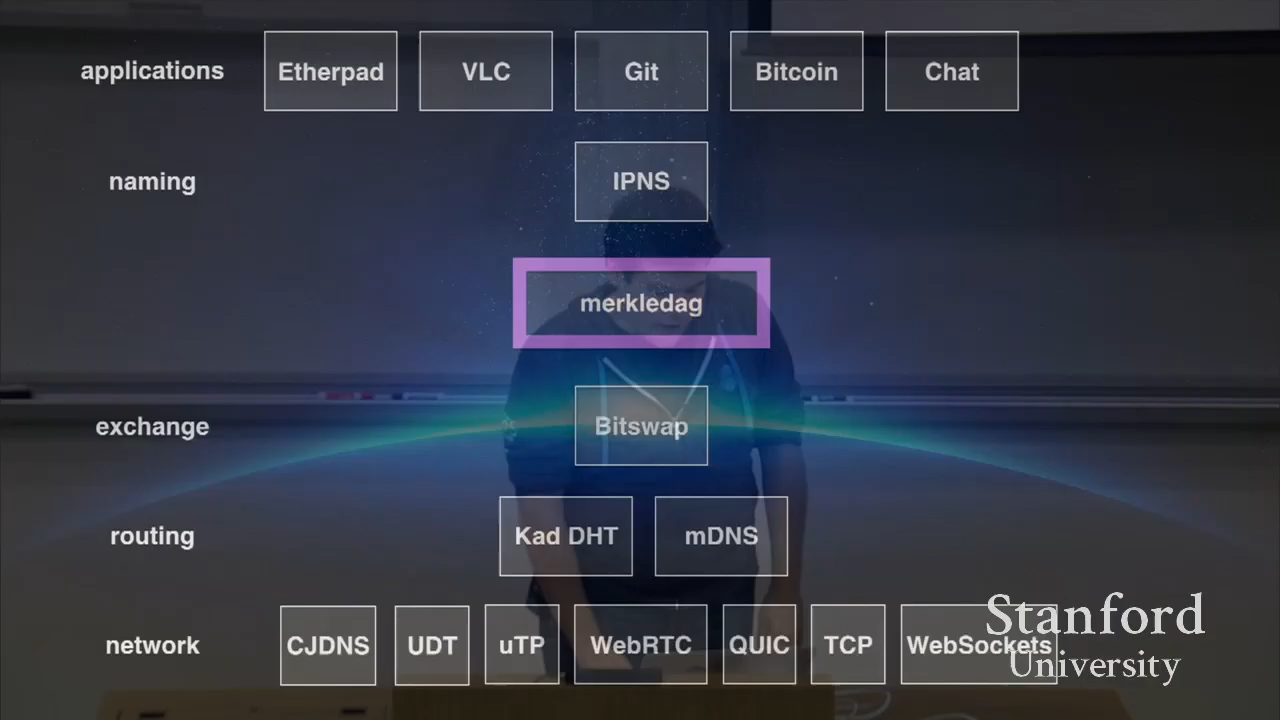 applications Etherpad VLC Git Bitcoin Chat
naming IPNS
merkledag
exchange Bitswap
routing Kad DHT mDNS
network CJDNS UDT uTP WebRTC QUIC TCP WebSockets
Stanford
University